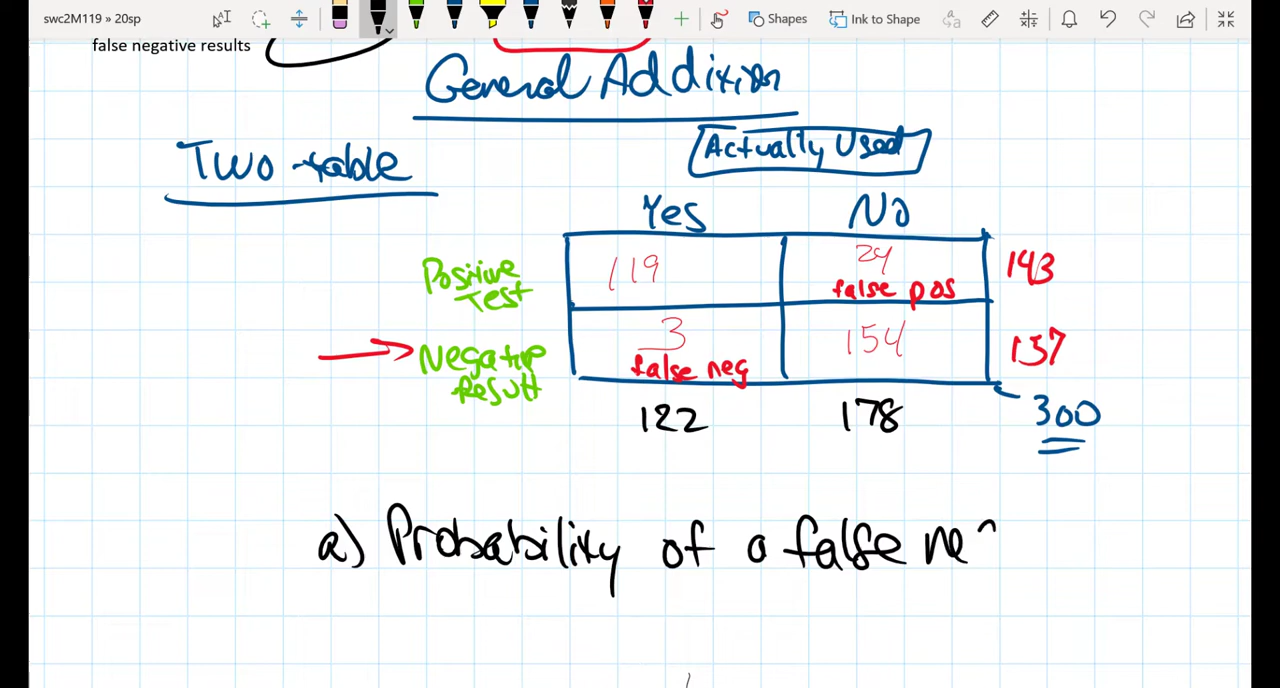 swc2M119 » 20sp
Shapes
Ink to Shape
false negative results
General Addition
Actually Used
Two table
Yes No
Positive Test 119 24 false pos 143
Negative Result 3 false neg 154 157
122 178 300
a) Probability of a false ne